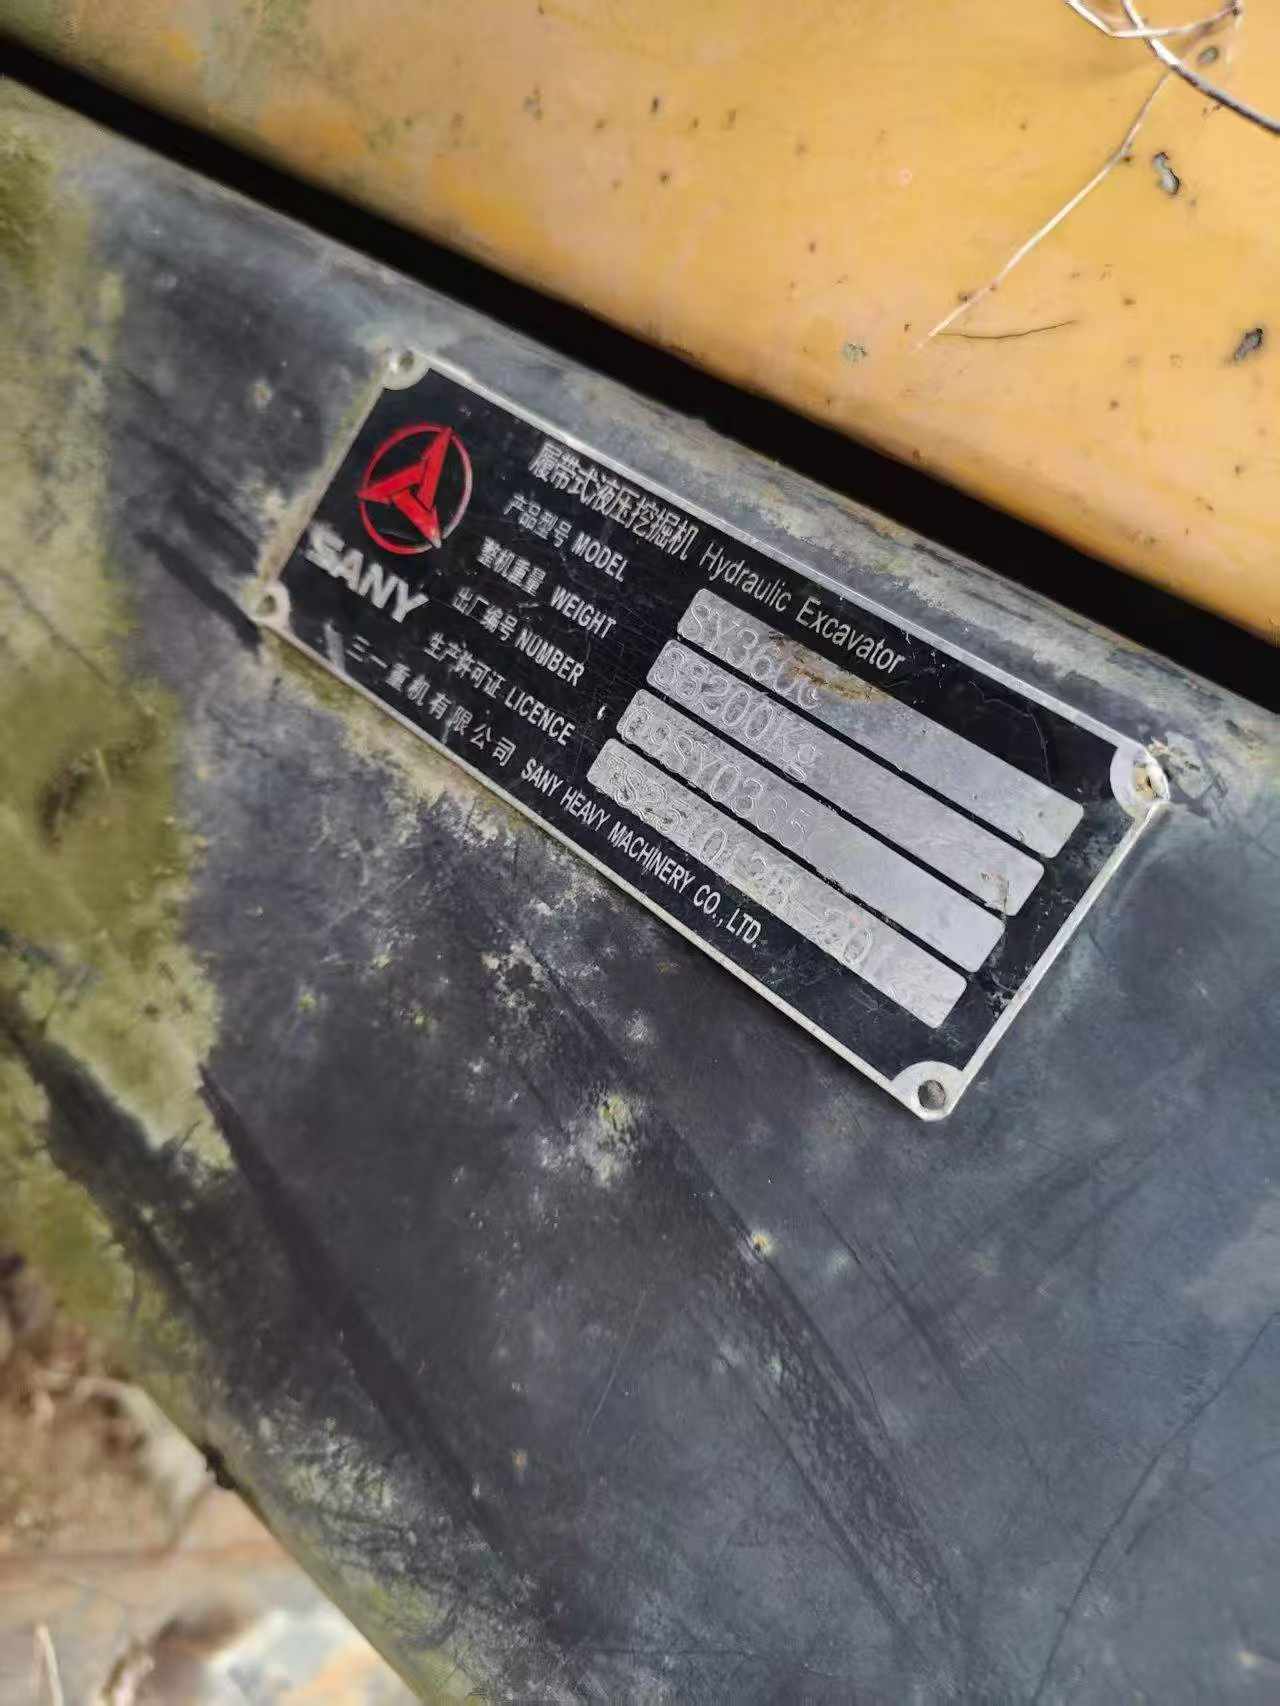 SANY
履带式液压挖掘机 Hydraulic Excavator
产品型号 MODEL SY360C
整机重量 WEIGHT 35200Kg
出厂编号 NUMBER
生产许可证 LICENCE
三一重机有限公司 SANY HEAVY MACHINERY CO., LTD.